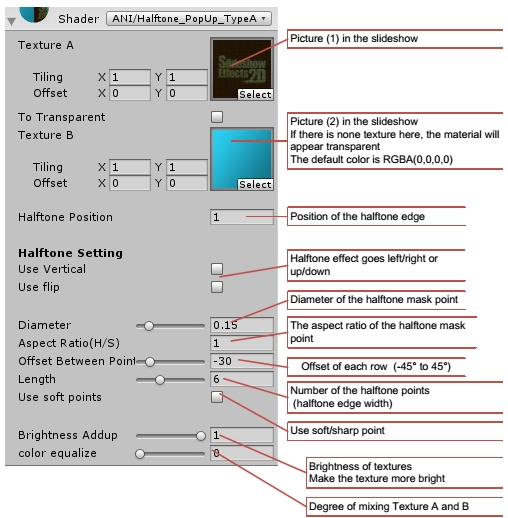 Shader ANI/Halftone_PopUp_TypeA
Texture A
Slideshow
Effects 2D
Tiling X 1 Y 1
Offset X 0 Y 0
Select
Picture (1) in the slideshow
To Transparent
Texture B
Tiling X 1 Y 1
Offset X 0 Y 0
Select
Picture (2) in the slideshow
If there is none texture here, the material will
appear transparent
The default color is RGBA(0,0,0,0)
Halftone Position 1
Position of the halftone edge
Halftone Setting
Use Vertical
Use flip
Halftone effect goes left/right or
up/down
Diameter 0.15
Diameter of the halftone mask point
Aspect Ratio(H/S) 1
The aspect ratio of the halftone mask
point
Offset Between Poin -30
Offset of each row (-45° to 45°)
Length 6
Number of the halftone points
(halftone edge width)
Use soft points
Use soft/sharp point
Brightness Addup 1
Brightness of textures
Make the texture more bright
color equalize 0
Degree of mixing Texture A and B